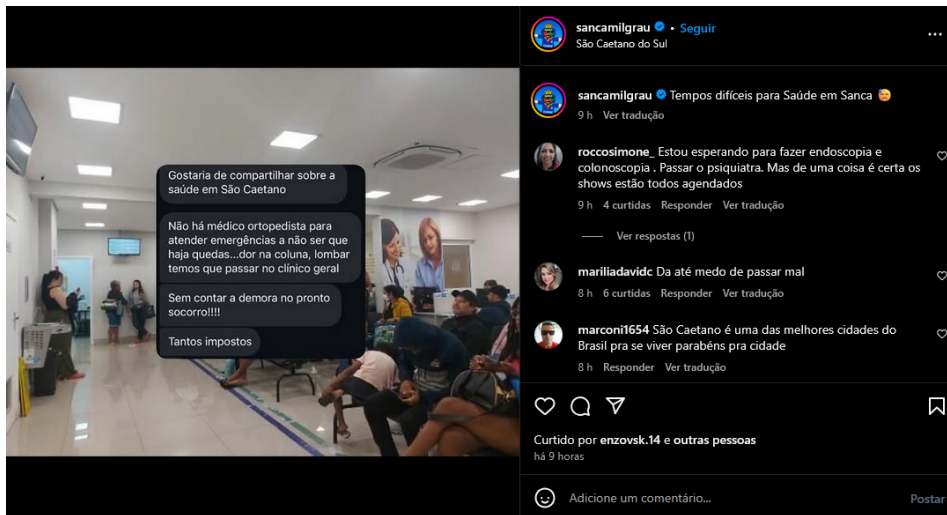 Gostaria de compartilhar sobre a
saúde em São Caetano
Não há médico ortopedista para
atender emergências a não ser que
haja quedas...dor na coluna, lombar
temos que passar no clínico geral
Sem contar a demora no pronto
socorro!!!!
Tantos impostos
sancamilgrau • Seguir
São Caetano do Sul
sancamilgrau Tempos difíceis para Saúde em Sanca 🥲
9 h Ver tradução
roccosimone_ Estou esperando para fazer endoscopia e
colonoscopia . Passar o psiquiatra. Mas de uma coisa é certa os
shows estão todos agendados
9 h 4 curtidas Responder Ver tradução
Ver respostas (1)
mariliadavidc Da até medo de passar mal
8 h 6 curtidas Responder Ver tradução
marconi1654 São Caetano é uma das melhores cidades do
Brasil pra se viver parabéns pra cidade
8 h Responder Ver tradução
Curtido por enzovsk.14 e outras pessoas
há 9 horas
Adicione um comentário...
Postar